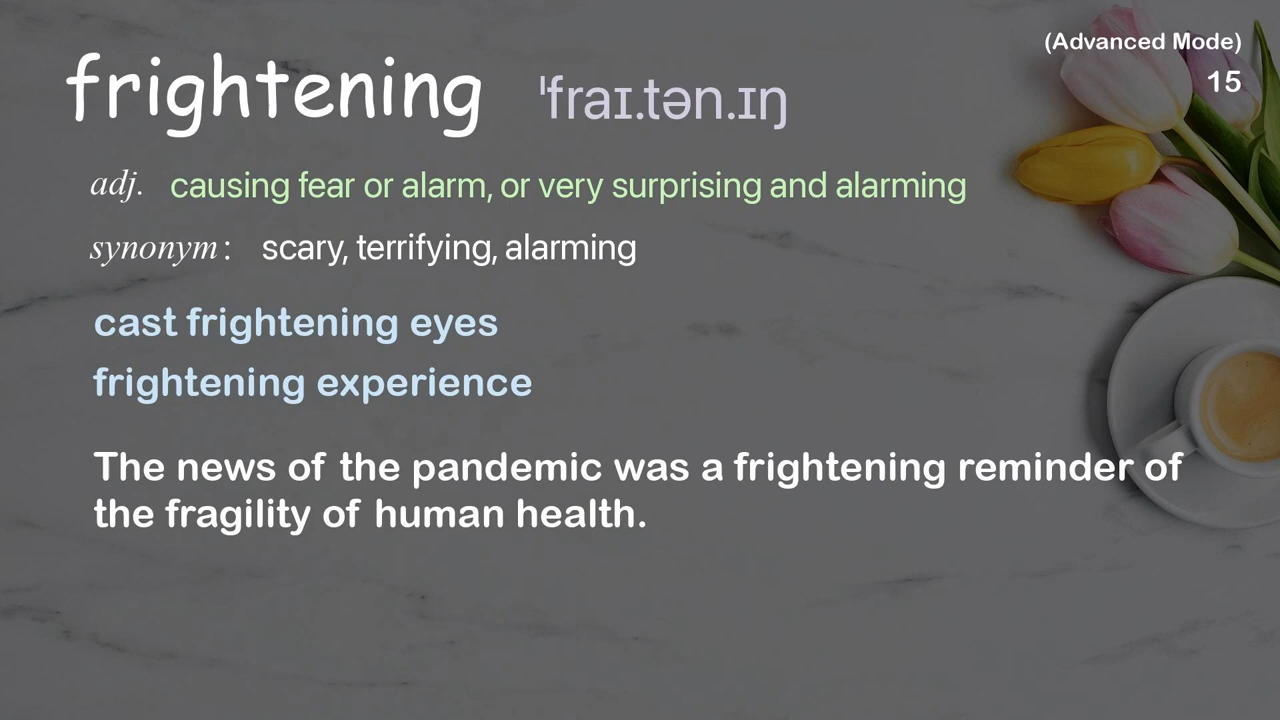 (Advanced Mode)
15
frightening ˈfraɪ.tən.ɪŋ
adj. causing fear or alarm, or very surprising and alarming
synonym: scary, terrifying, alarming
cast frightening eyes
frightening experience
The news of the pandemic was a frightening reminder of
the fragility of human health.